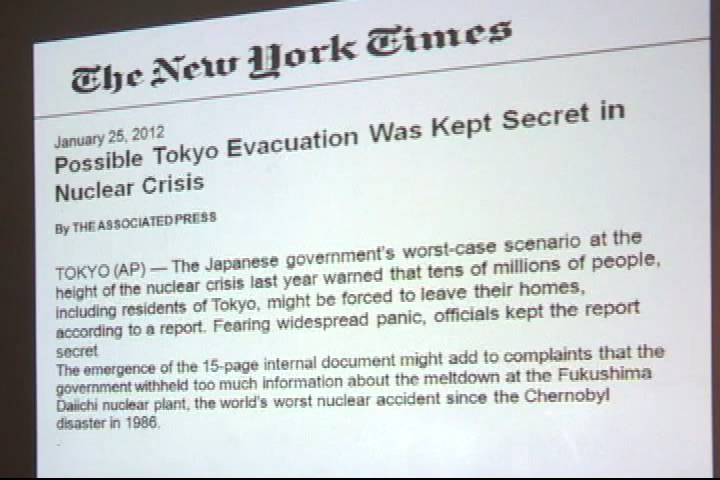 The New York Times
January 25, 2012
Possible Tokyo Evacuation Was Kept Secret in
Nuclear Crisis
By THE ASSOCIATED PRESS
TOKYO (AP) — The Japanese government's worst-case scenario at the
height of the nuclear crisis last year warned that tens of millions of people,
including residents of Tokyo, might be forced to leave their homes,
according to a report. Fearing widespread panic, officials kept the report
secret
The emergence of the 15-page internal document might add to complaints that the
government withheld too much information about the meltdown at the Fukushima
Daiichi nuclear plant, the world's worst nuclear accident since the Chernobyl
disaster in 1986.